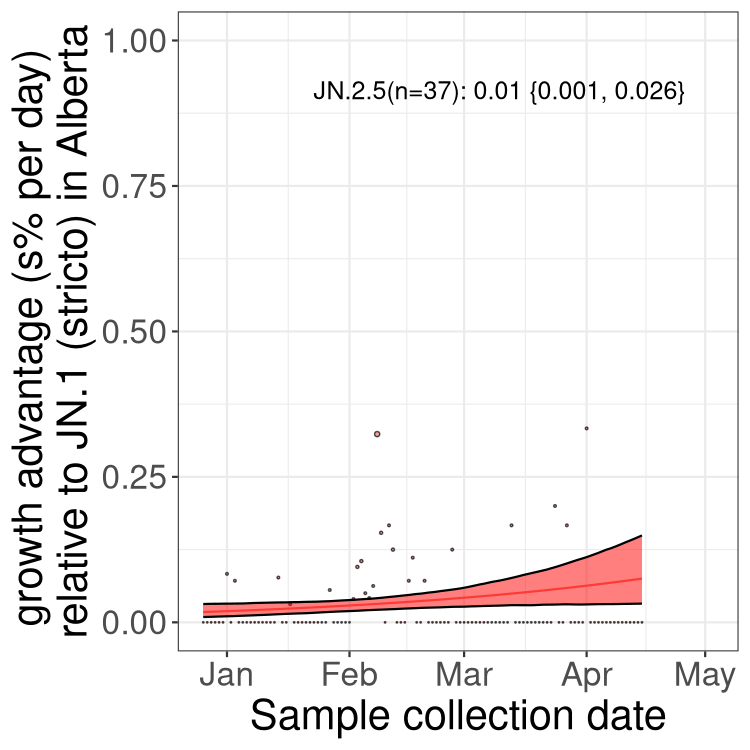 growth advantage (s% per day)
relative to JN.1 (stricto) in Alberta
1.00
0.75
0.50
0.25
0.00
JN.2.5(n=37): 0.01 {0.001, 0.026}
Jan Feb Mar Apr May
Sample collection date